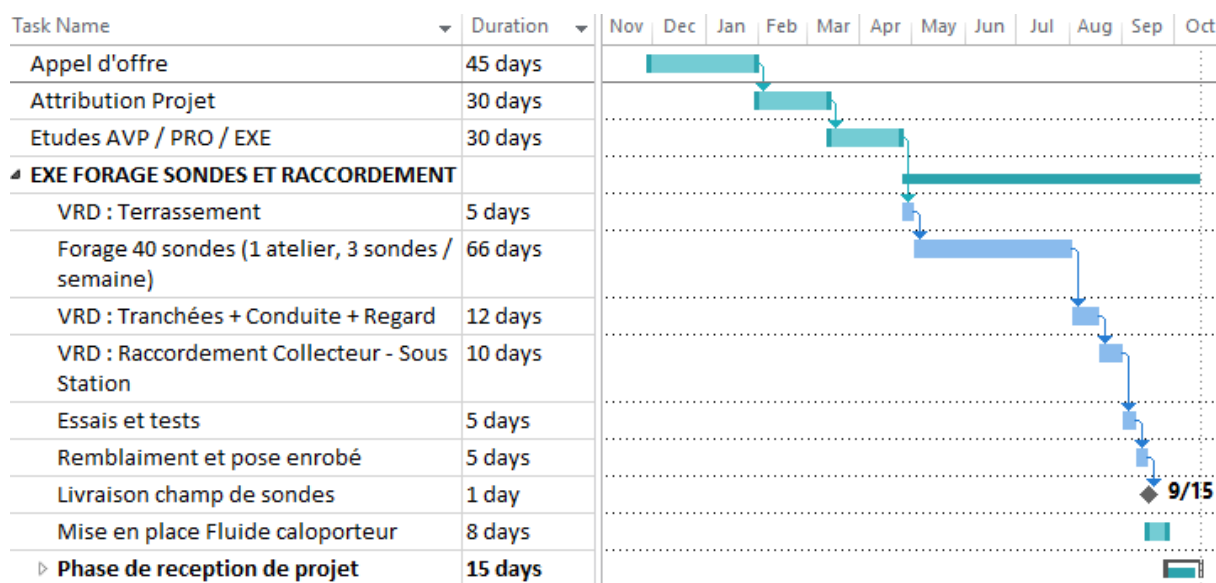 Task Name Duration Nov Dec Jan Feb Mar Apr May Jun Jul Aug Sep Oct
Appel d'offre 45 days
Attribution Projet 30 days
Etudes AVP / PRO / EXE 30 days
EXE FORAGE SONDES ET RACCORDEMENT
VRD : Terrassement 5 days
Forage 40 sondes (1 atelier, 3 sondes / 66 days
semaine)
VRD : Tranchées + Conduite + Regard 12 days
VRD : Raccordement Collecteur - Sous 10 days
Station
Essais et tests 5 days
Remblaiment et pose enrobé 5 days
Livraison champ de sondes 1 day 9/15
Mise en place Fluide caloporteur 8 days
Phase de reception de projet 15 days